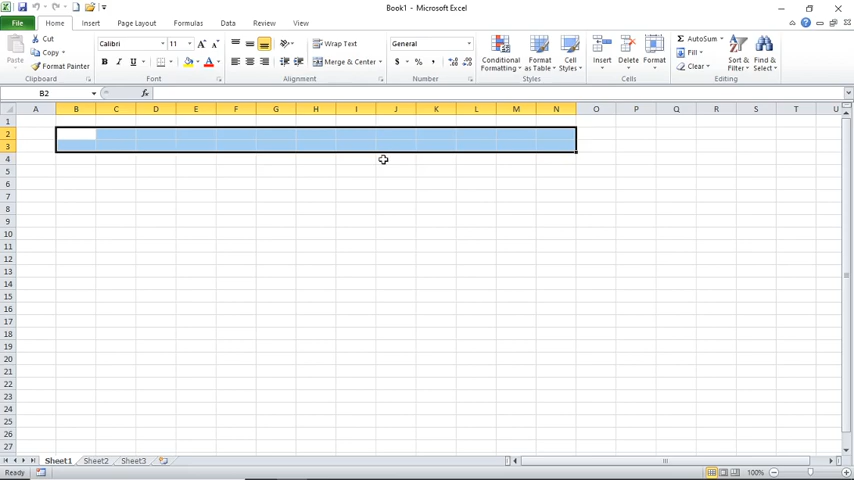 Book1 - Microsoft Excel
File Home Insert Page Layout Formulas Data Review View
Cut
Copy
Format Painter
Paste
Clipboard
Calibri 11
B I U
Font
Wrap Text
Merge & Center
Alignment
General
$ % ,
Number
Conditional Formatting
Format as Table
Cell Styles
Styles
Insert Delete Format
Cells
AutoSum
Fill
Clear
Sort & Filter
Find & Select
Editing
B2 fx
A B C D E F G H I J K L M N O P Q R S T U
1
2
3
4
5
6
7
8
9
10
11
12
13
14
15
16
17
18
19
20
21
22
23
24
25
26
27
Sheet1 Sheet2 Sheet3
Ready 100%